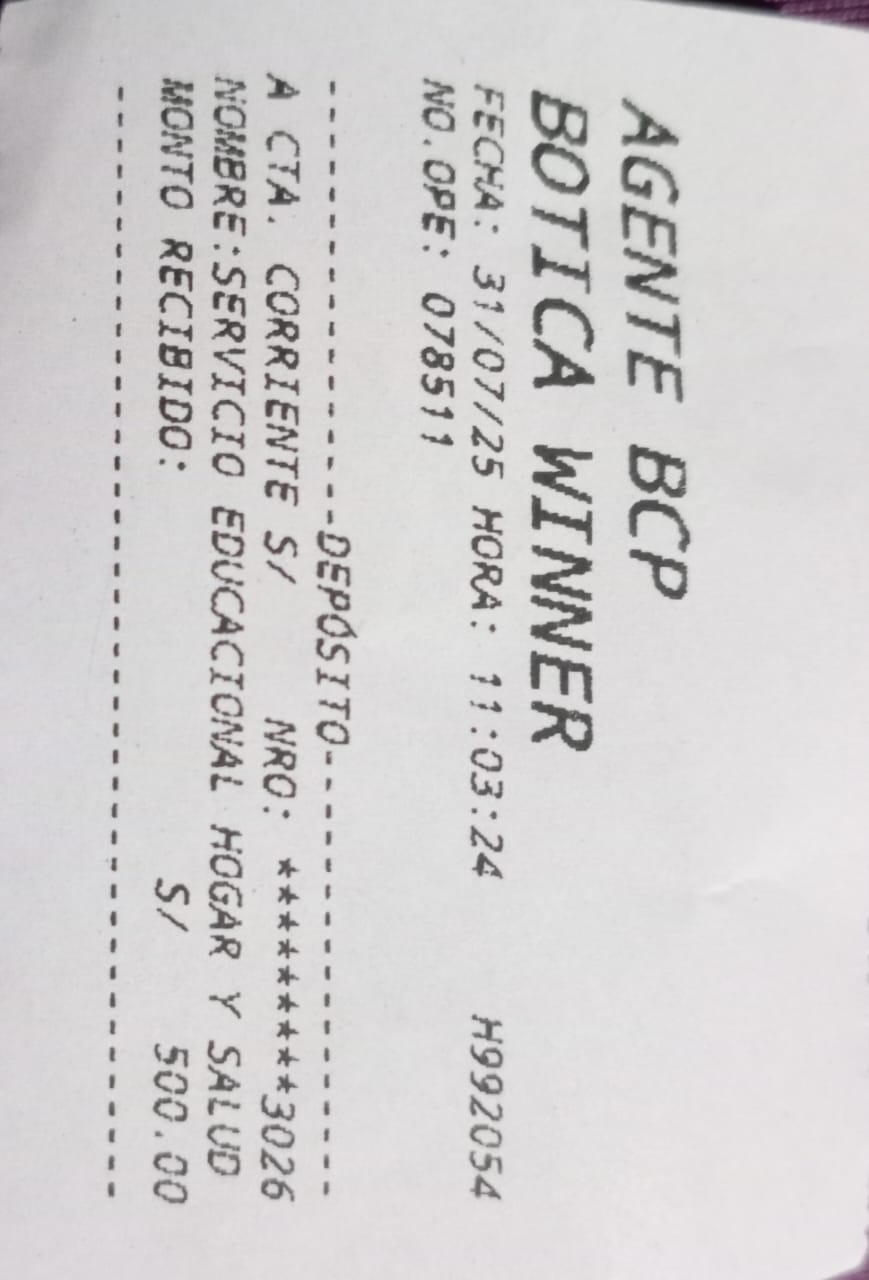 AGENTE BCP
BOTICA WINNER
FECHA: 31/07/25 HORA: 11:03:24 H992054
NO.OPE: 078511
------------------DEPÓSITO------------------
A CTA. CORRIENTE S/ NRO: *********3026
NOMBRE:SERVICIO EDUCACIONAL HOGAR Y SALUD
MONTO RECIBIDO: S/ 500.00
--------------------------------------------